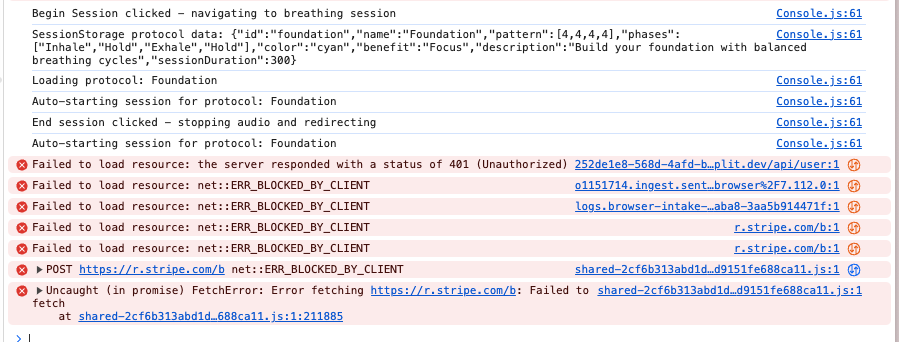 Begin Session clicked – navigating to breathing session Console.js:61
SessionStorage protocol data: {"id":"foundation","name":"Foundation","pattern":[4,4,4,4],"phases": Console.js:61
["Inhale","Hold","Exhale","Hold"],"color":"cyan","benefit":"Focus","description":"Build your foundation with balanced
breathing cycles","sessionDuration":300}
Loading protocol: Foundation Console.js:61
Auto-starting session for protocol: Foundation Console.js:61
End session clicked – stopping audio and redirecting Console.js:61
Auto-starting session for protocol: Foundation Console.js:61
Failed to load resource: the server responded with a status of 401 (Unauthorized) 252de1e8-568d-4afd-b…plit.dev/api/user:1
Failed to load resource: net::ERR_BLOCKED_BY_CLIENT o1151714.ingest.sent…browser%2F7.112.0:1
Failed to load resource: net::ERR_BLOCKED_BY_CLIENT logs.browser-intake-…aba8-3aa5b914471f:1
Failed to load resource: net::ERR_BLOCKED_BY_CLIENT r.stripe.com/b:1
Failed to load resource: net::ERR_BLOCKED_BY_CLIENT r.stripe.com/b:1
POST https://r.stripe.com/b net::ERR_BLOCKED_BY_CLIENT shared-2cf6b313abd1d…d9151fe688ca11.js:1
Uncaught (in promise) FetchError: Error fetching https://r.stripe.com/b: Failed to shared-2cf6b313abd1d…d9151fe688ca11.js:1
fetch
at shared-2cf6b313abd1d…688ca11.js:1:211885